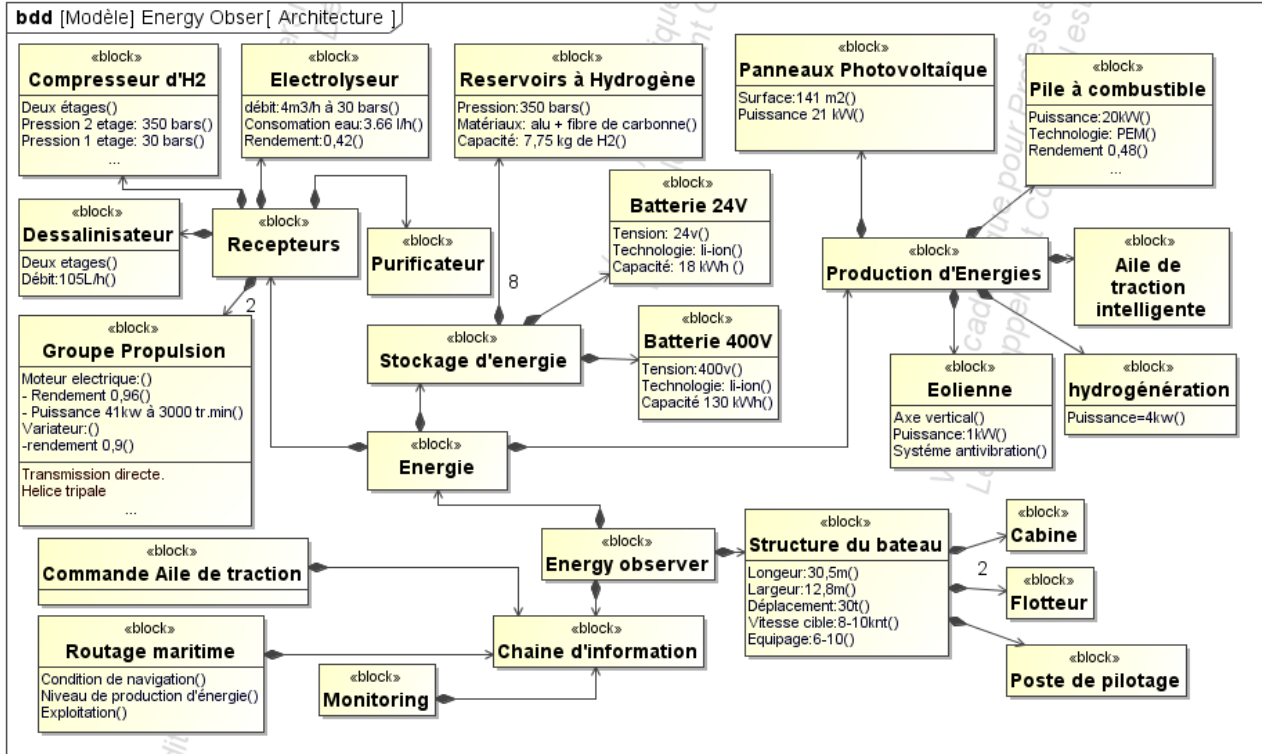 bdd [Modèle] Energy Obser[ Architecture ]
«block»
Compresseur d'H2
Deux étages()
Pression 2 etage: 350 bars()
Pression 1 etage: 30 bars()
...
«block»
Electrolyseur
débit:4m3/h à 30 bars()
Consomation eau:3.66 l/h()
Rendement:0,42()
«block»
Reservoirs à Hydrogène
Pression:350 bars()
Matériaux: alu + fibre de carbonne()
Capacité: 7,75 kg de H2()
«block»
Panneaux Photovoltaîque
Surface:141 m2()
Puissance 21 kW()
«block»
Pile à combustible
Puissance:20kW()
Technologie: PEM()
Rendement 0,48()
...
«block»
Dessalinisateur
Deux etages()
Débit:105L/h()
«block»
Recepteurs
«block»
Purificateur
«block»
Batterie 24V
Tension: 24v()
Technologie: li-ion()
Capacité: 18 kWh ()
8
«block»
Production d'Energies
«block»
Aile de
traction
intelligente
2
«block»
Groupe Propulsion
Moteur electrique:()
- Rendement 0,96()
- Puissance 41kw à 3000 tr.min()
Variateur:()
-rendement 0,9()
Transmission directe.
Helice tripale
...
«block»
Stockage d'energie
«block»
Batterie 400V
Tension:400v()
Technologie: li-ion()
Capacité 130 kWh()
«block»
Eolienne
Axe vertical()
Puissance:1kW()
Systéme antivibration()
«block»
hydrogénération
Puissance=4kw()
«block»
Energie
«block»
Energy observer
«block»
Structure du bateau
Longeur:30,5m()
Largeur:12,8m()
Déplacement:30t()
Vitesse cible:8-10knt()
Equipage:6-10()
«block»
Cabine
2
«block»
Flotteur
«block»
Poste de pilotage
«block»
Commande Aile de traction
«block»
Routage maritime
Condition de navigation()
Niveau de production d'énergie()
Exploitation()
«block»
Chaine d'information
«block»
Monitoring